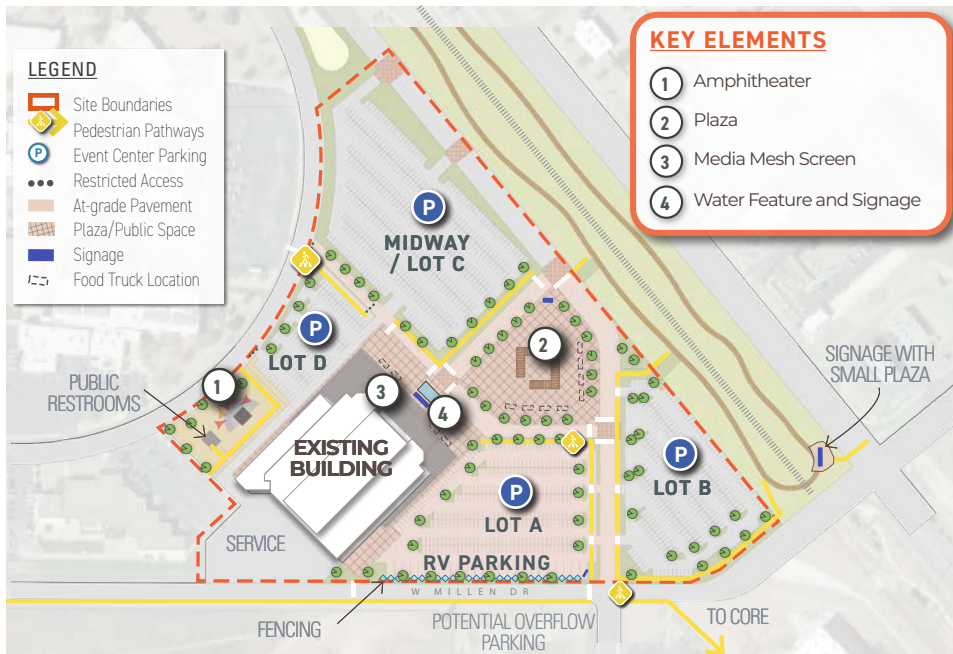 LEGEND
Site Boundaries
Pedestrian Pathways
P
Event Center Parking
Restricted Access
At-grade Pavement
Plaza/Public Space
Signage
Food Truck Location
KEY ELEMENTS
1 Amphitheater
2 Plaza
3 Media Mesh Screen
4 Water Feature and Signage
P
MIDWAY
/ LOT C
P
LOT D
2
SIGNAGE WITH
SMALL PLAZA
PUBLIC
RESTROOMS
1
3
4
EXISTING
BUILDING
P
LOT B
P
LOT A
SERVICE
RV PARKING
W MILLEN DR
FENCING
POTENTIAL OVERFLOW
PARKING
TO CORE